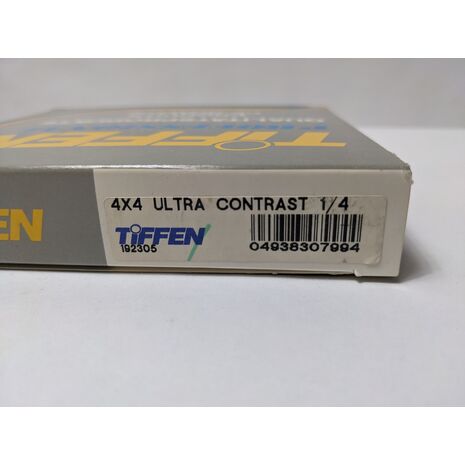 TIFFEN
EN
4X4 ULTRA CONTRAST 1/4
TIFFEN
192305
04938307994